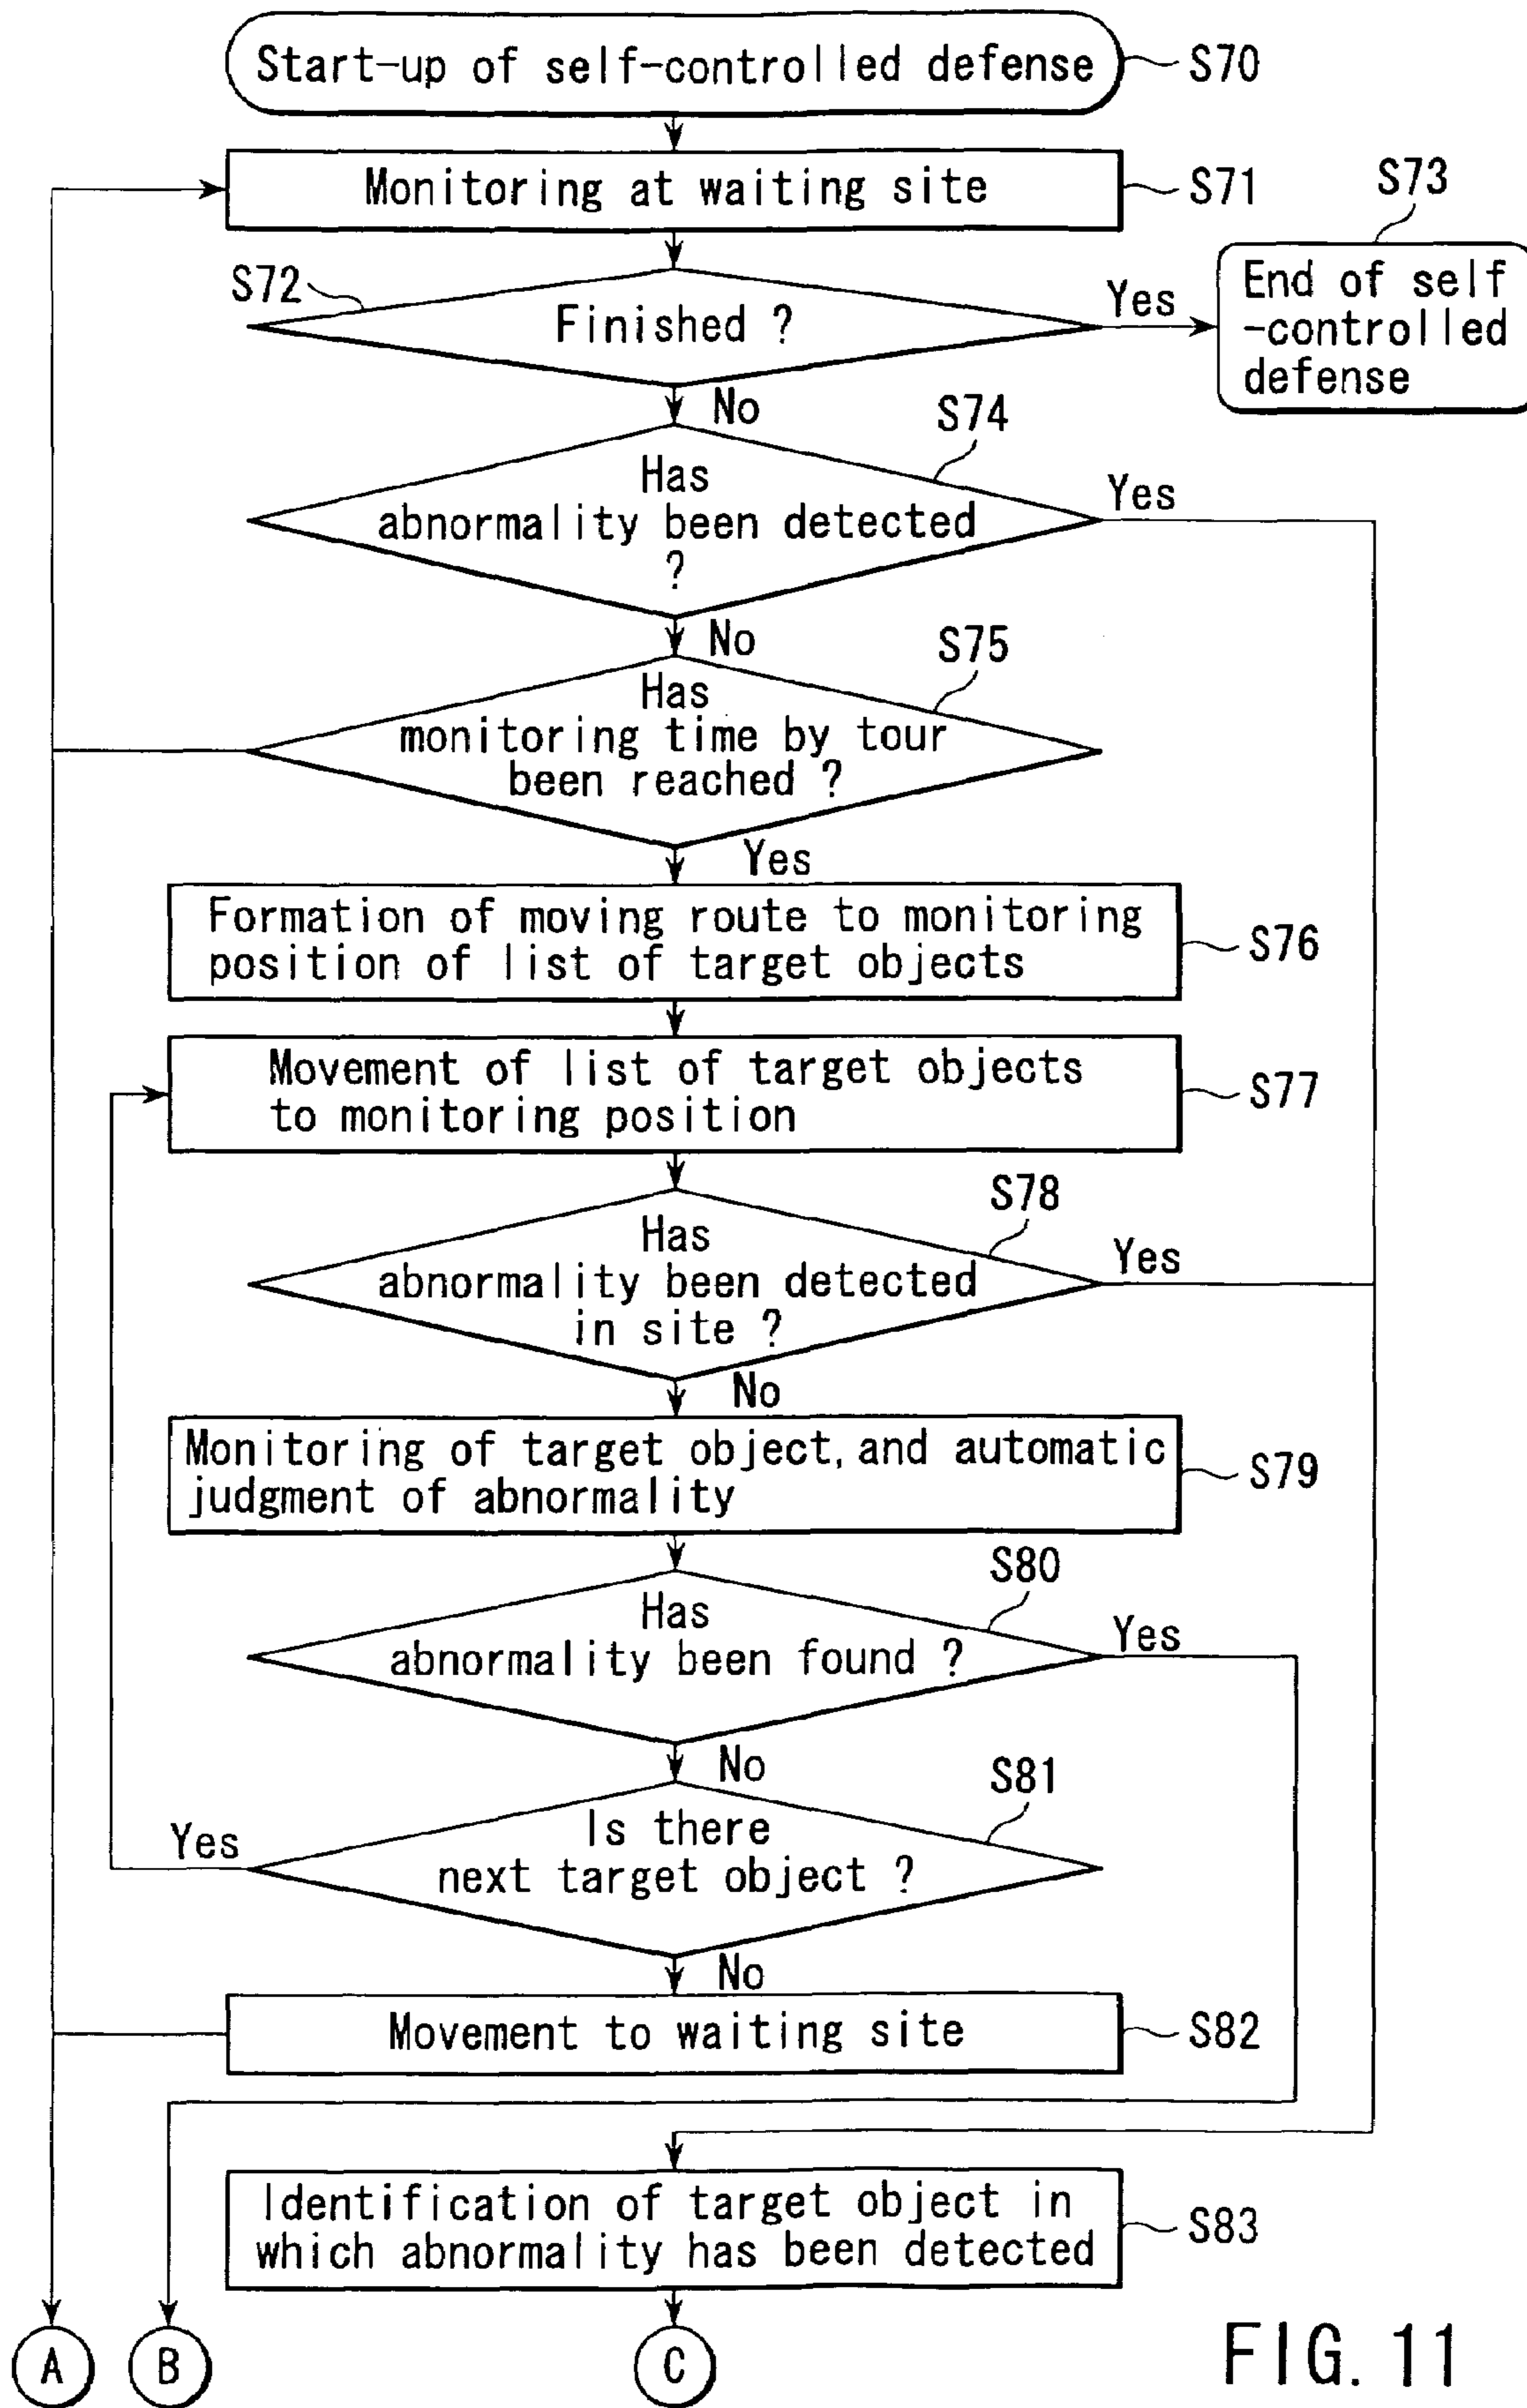 Start-up of self-controlled defense
S70
Monitoring at waiting site
S71
S73
End of self
-controlled
defense
S72
Finished ?
Yes
No
S74
Has
abnormality been detected
?
Yes
No
S75
Has
monitoring time by tour
been reached ?
Yes
Formation of moving route to monitoring
position of list of target objects
S76
Movement of list of target objects
to monitoring position
S77
S78
Has
abnormality been detected
in site ?
Yes
No
Monitoring of target object, and automatic
judgment of abnormality
S79
S80
Has
abnormality been found ?
Yes
No
S81
Is there
next target object ?
Yes
No
Movement to waiting site
S82
Identification of target object in
which abnormality has been detected
S83
A
B
C
FIG. 11